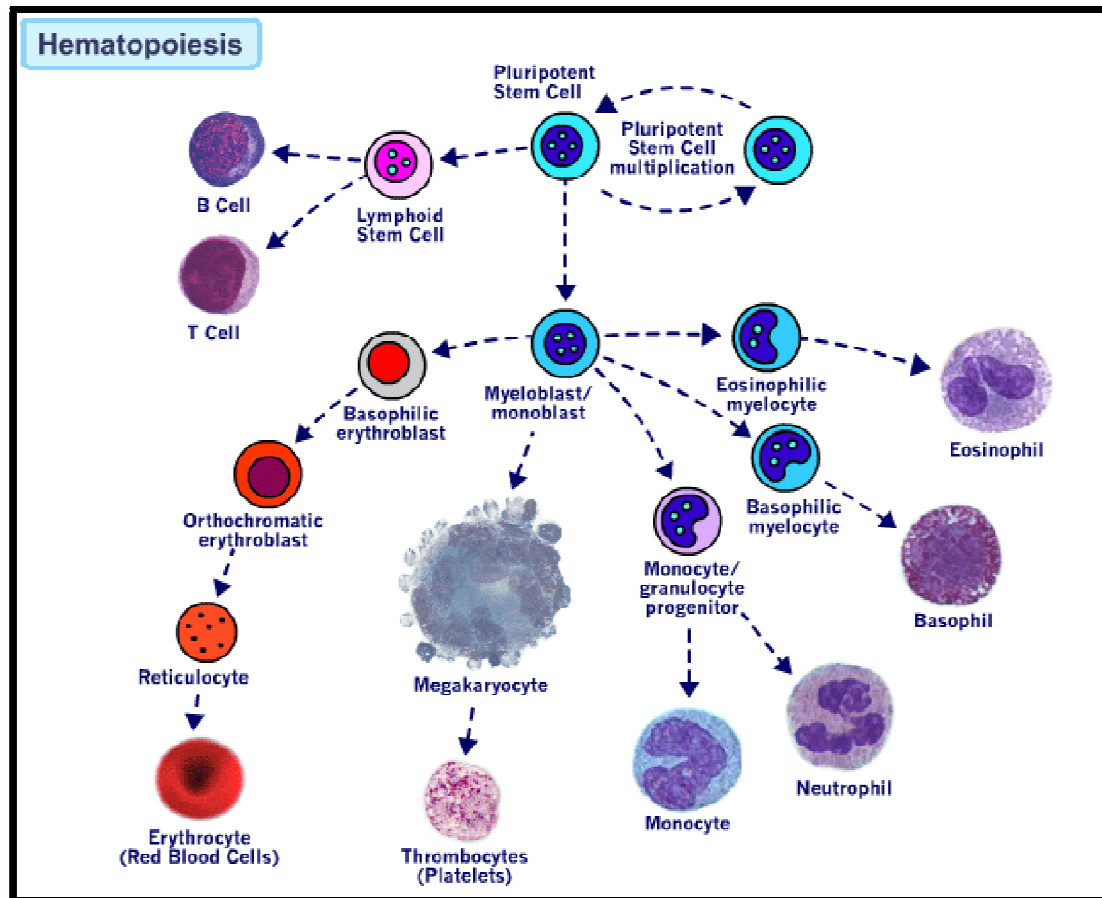 Hematopoiesis
Pluripotent
Stem Cell
Pluripotent
Stem Cell
multiplication
B Cell
Lymphoid
Stem Cell
T Cell
Basophilic
erythroblast
Myeloblast/
monoblast
Eosinophilic
myelocyte
Eosinophil
Orthochromatic
erythroblast
Basophilic
myelocyte
Monocyte/
granulocyte
progenitor
Basophil
Reticulocyte
Megakaryocyte
Neutrophil
Monocyte
Erythrocyte
(Red Blood Cells)
Thrombocytes
(Platelets)